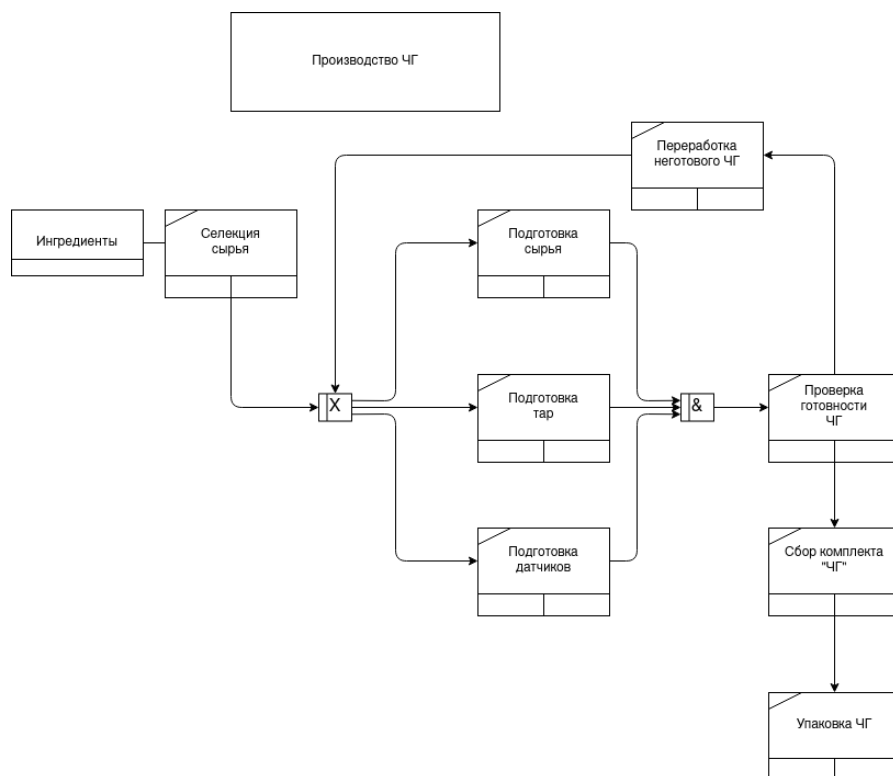 Производство ЧГ
Переработка
неготового ЧГ
Ингредиенты
Селекция
сырья
Подготовка
сырья
X
Подготовка
тар
&
Проверка
готовности
ЧГ
Подготовка
датчиков
Сбор комплекта
"ЧГ"
Упаковка ЧГ